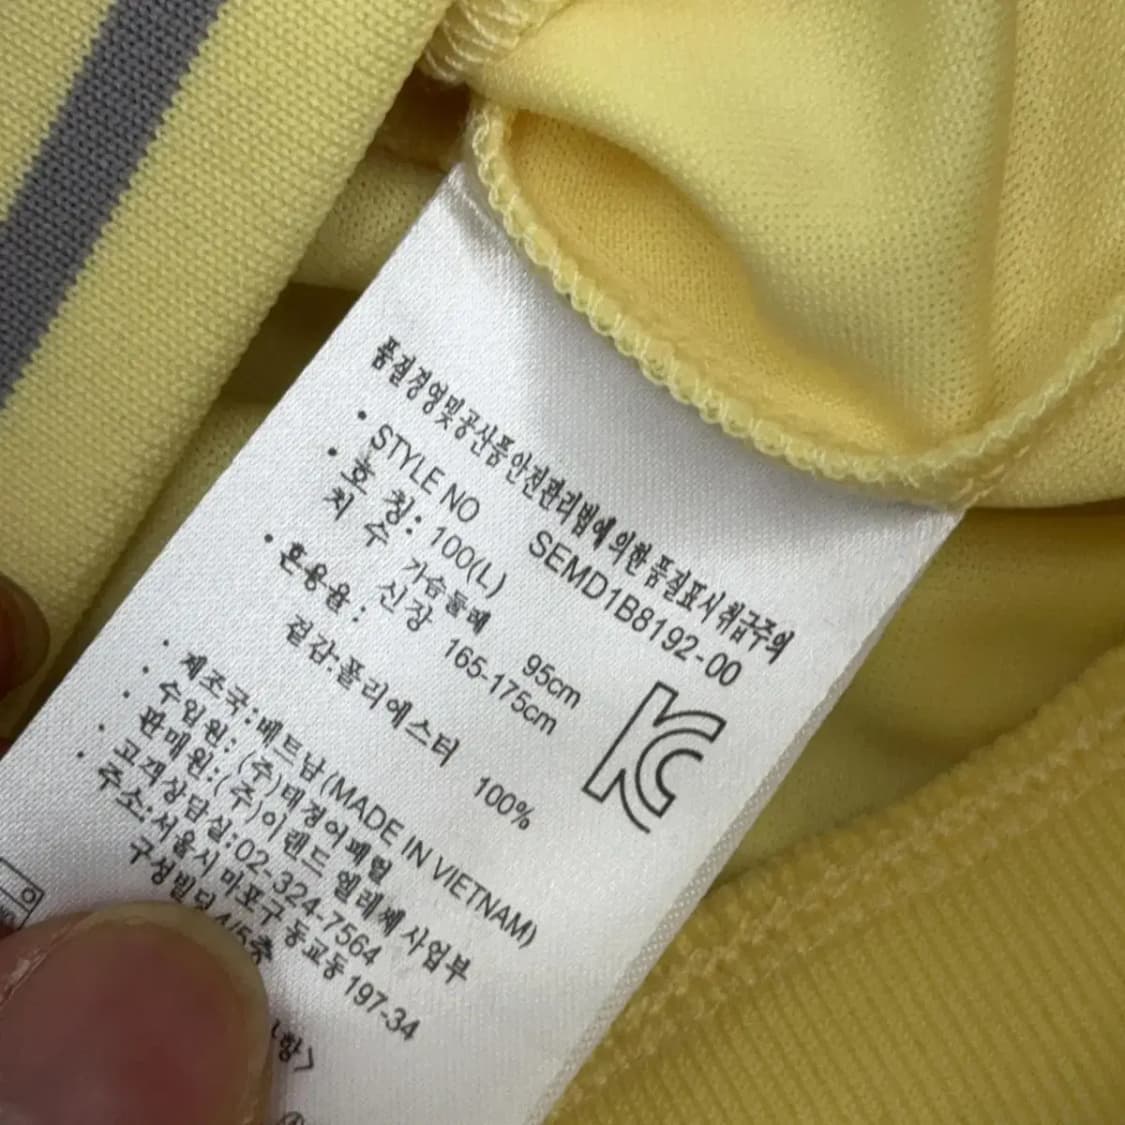 품질경영및공산품안전관리법에의한 품질표시 취급주의
• STYLE NO SEMD1B8192-00
• 호 칭: 100(L)
치 수 가슴둘레 95cm
신장 165-175cm
• 혼용율 :
겉감:폴리에스터 100%
KC
· 제조국:베트남(MADE IN VIETNAM)
· 수입원: (주)태경어패럴
· 판매원:(주)이랜드 엘레쎄 사업부
· 고객상담실:02-324-7564
· 주소:서울시 마포구 동교동 197-34
구성빌딩 4/5층